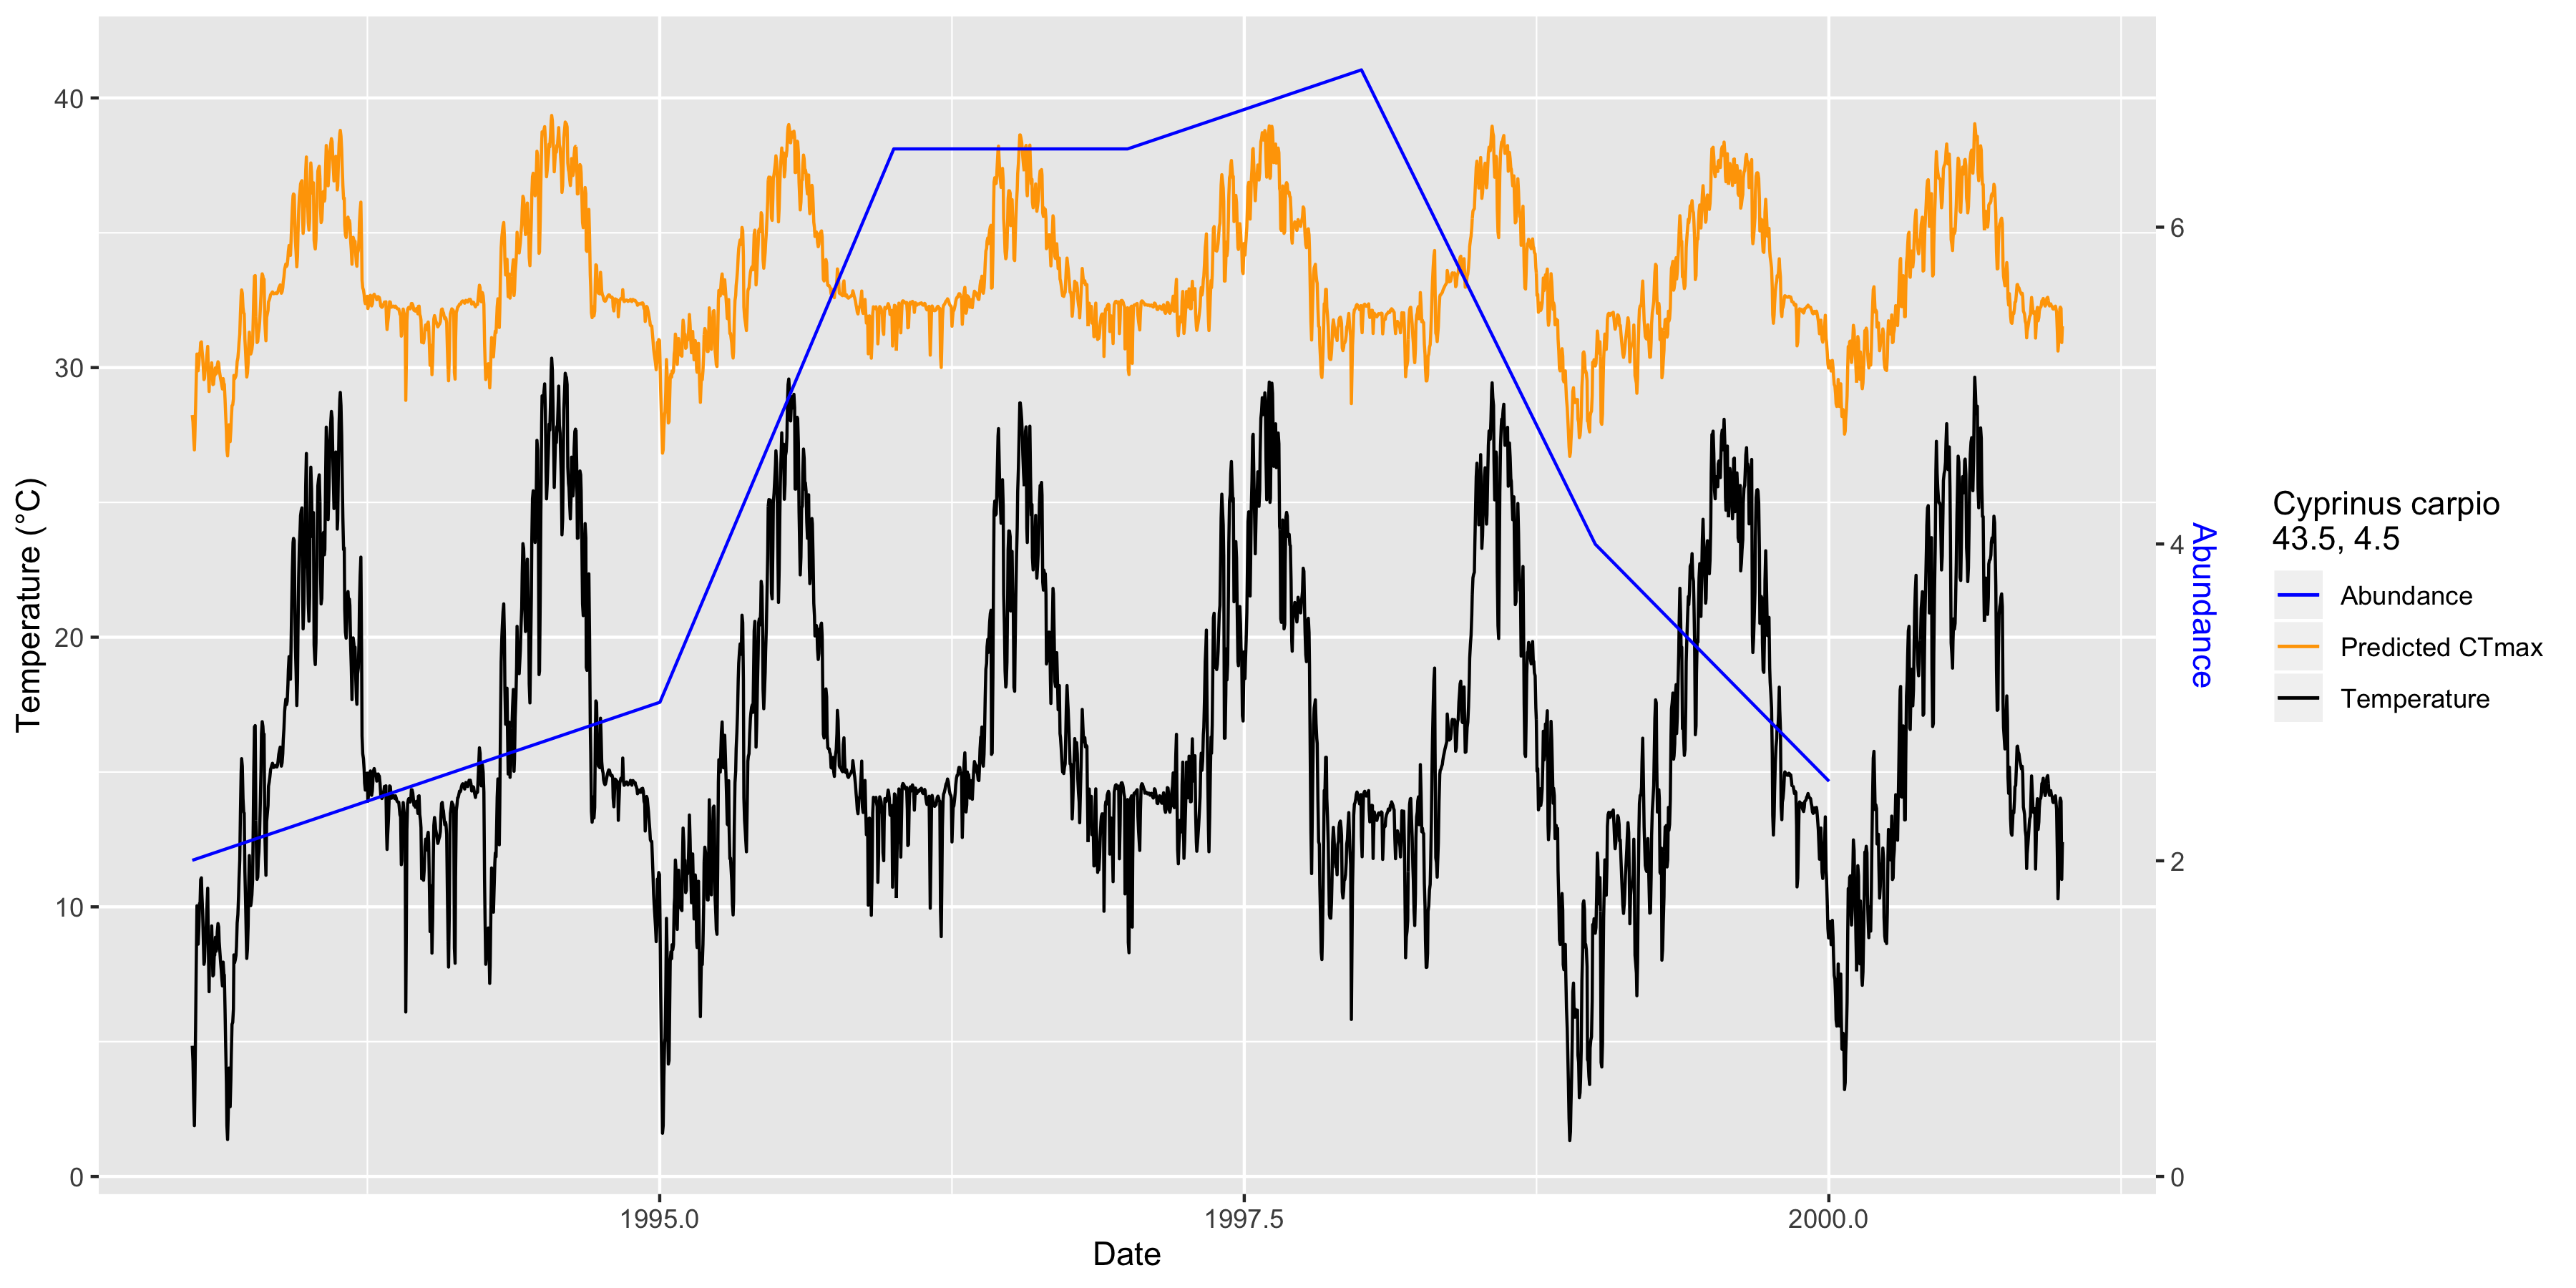 40
30
20
10
0
Temperature (°C)
1995.0
1997.5
2000.0
Date
6
4
2
0
Abundance
Cyprinus carpio
43.5, 4.5
Abundance
Predicted CTmax
Temperature